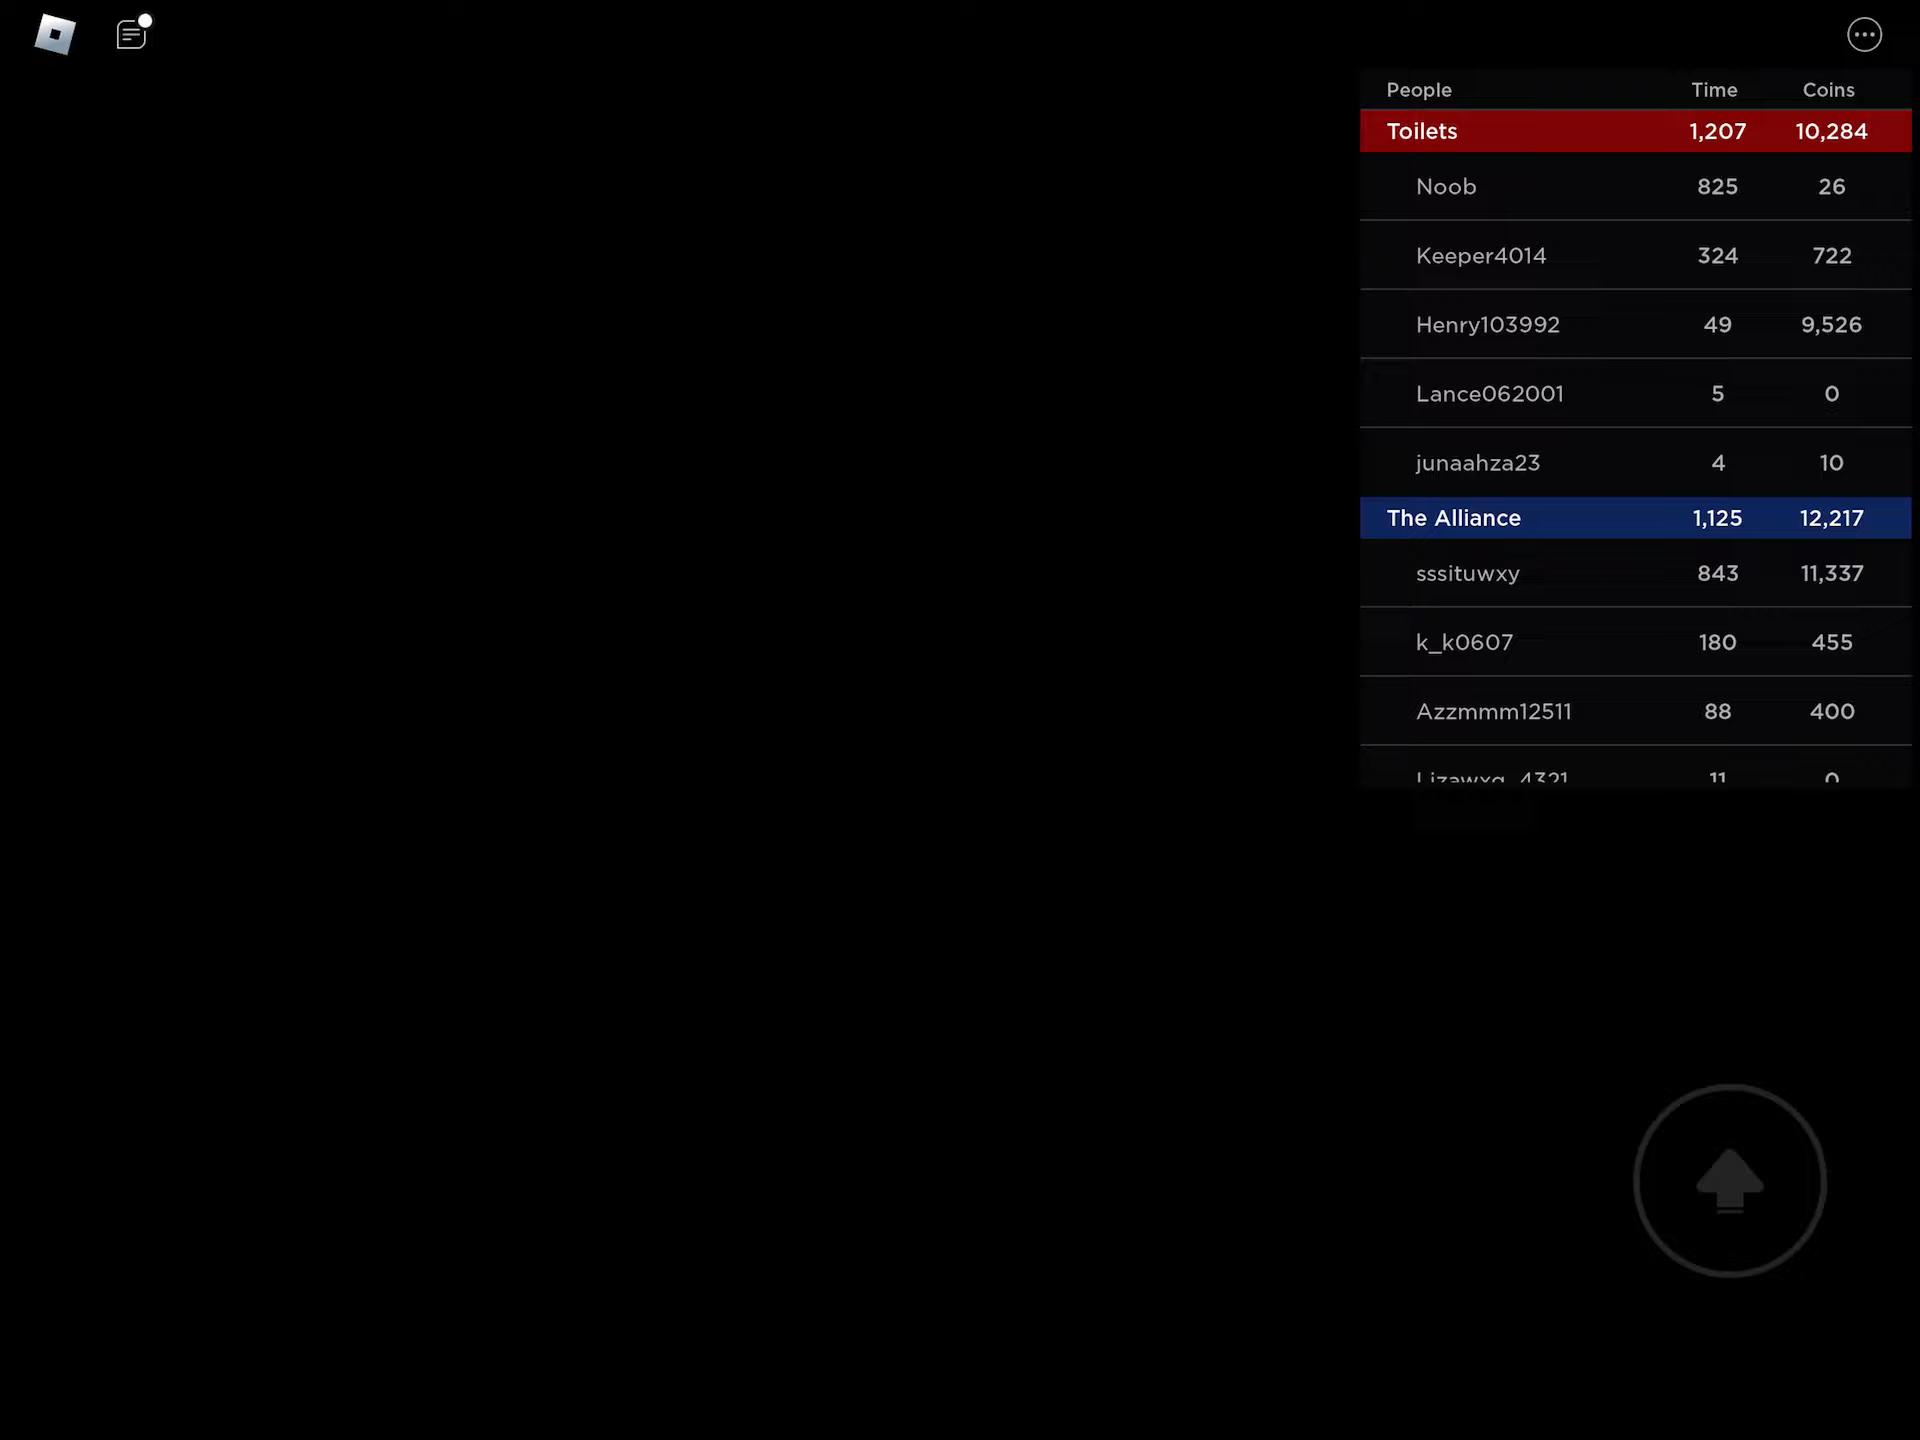 People Time Coins
Toilets 1,207 10,284
Noob 825 26
Keeper4014 324 722
Henry103992 49 9,526
Lance062001 5 0
junaahza23 4 10
The Alliance 1,125 12,217
sssituwxy 843 11,337
k_k0607 180 455
Azzmmm12511 88 400
11 0